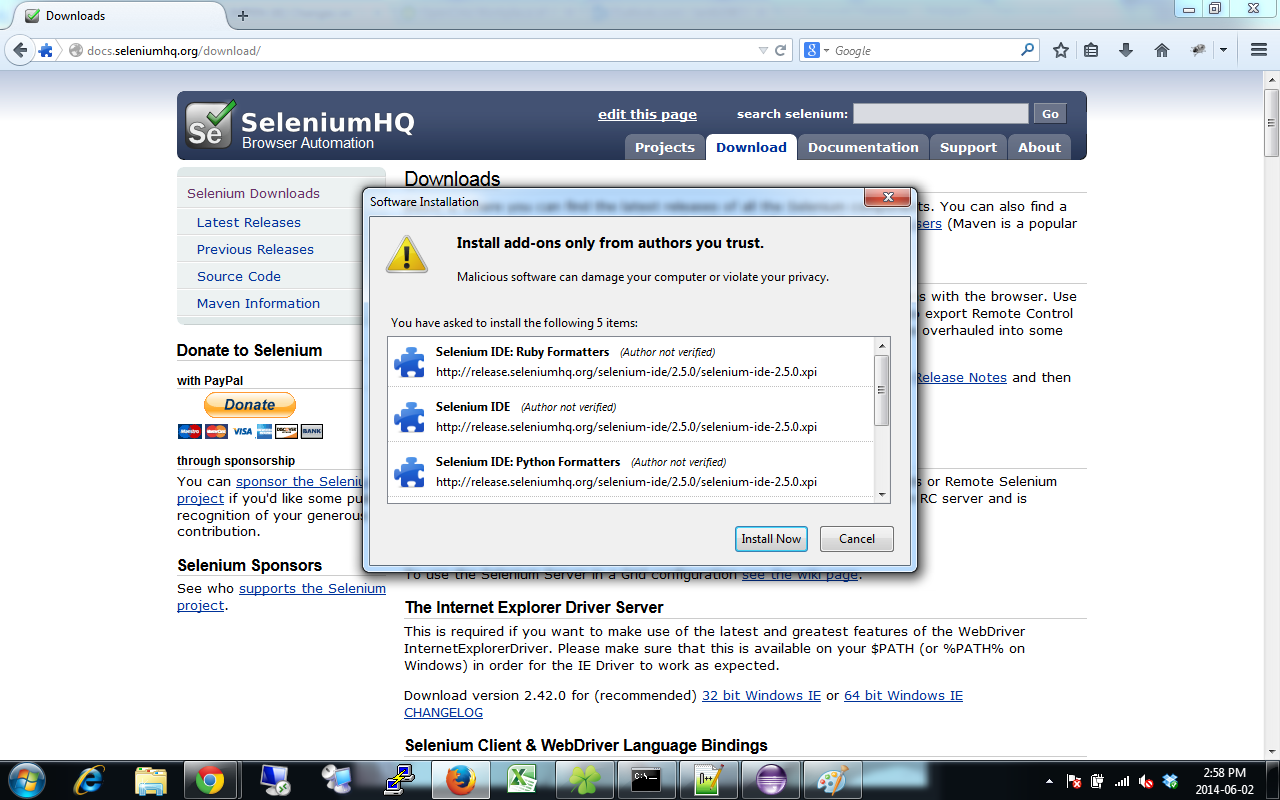 Downloads
docs.seleniumhq.org/download/
Google
Se
SeleniumHQ
Browser Automation
edit this page
search selenium:
Go
Projects
Download
Documentation
Support
About
Selenium Downloads
Latest Releases
Previous Releases
Source Code
Maven Information
Donate to Selenium
with PayPal
Donate
VISA
BANK
through sponsorship
You can sponsor the Seleniu
project if you'd like some pu
recognition of your generous
contribution.
Selenium Sponsors
See who supports the Selenium
project.
Downloads
ts. You can also find a
sers (Maven is a popular
s with the browser. Use
o export Remote Control
overhauled into some
Release Notes and then
s or Remote Selenium
RC server and is
Software Installation
Install add-ons only from authors you trust.
Malicious software can damage your computer or violate your privacy.
You have asked to install the following 5 items:
Selenium IDE: Ruby Formatters (Author not verified)
http://release.seleniumhq.org/selenium-ide/2.5.0/selenium-ide-2.5.0.xpi
Selenium IDE (Author not verified)
http://release.seleniumhq.org/selenium-ide/2.5.0/selenium-ide-2.5.0.xpi
Selenium IDE: Python Formatters (Author not verified)
http://release.seleniumhq.org/selenium-ide/2.5.0/selenium-ide-2.5.0.xpi
Install Now
Cancel
To use the Selenium Server in a Grid configuration see the wiki page.
The Internet Explorer Driver Server
This is required if you want to make use of the latest and greatest features of the WebDriver
InternetExplorerDriver. Please make sure that this is available on your $PATH (or %PATH% on
Windows) in order for the IE Driver to work as expected.
Download version 2.42.0 for (recommended) 32 bit Windows IE or 64 bit Windows IE
CHANGELOG
Selenium Client & WebDriver Language Bindings
2:58 PM
2014-06-02